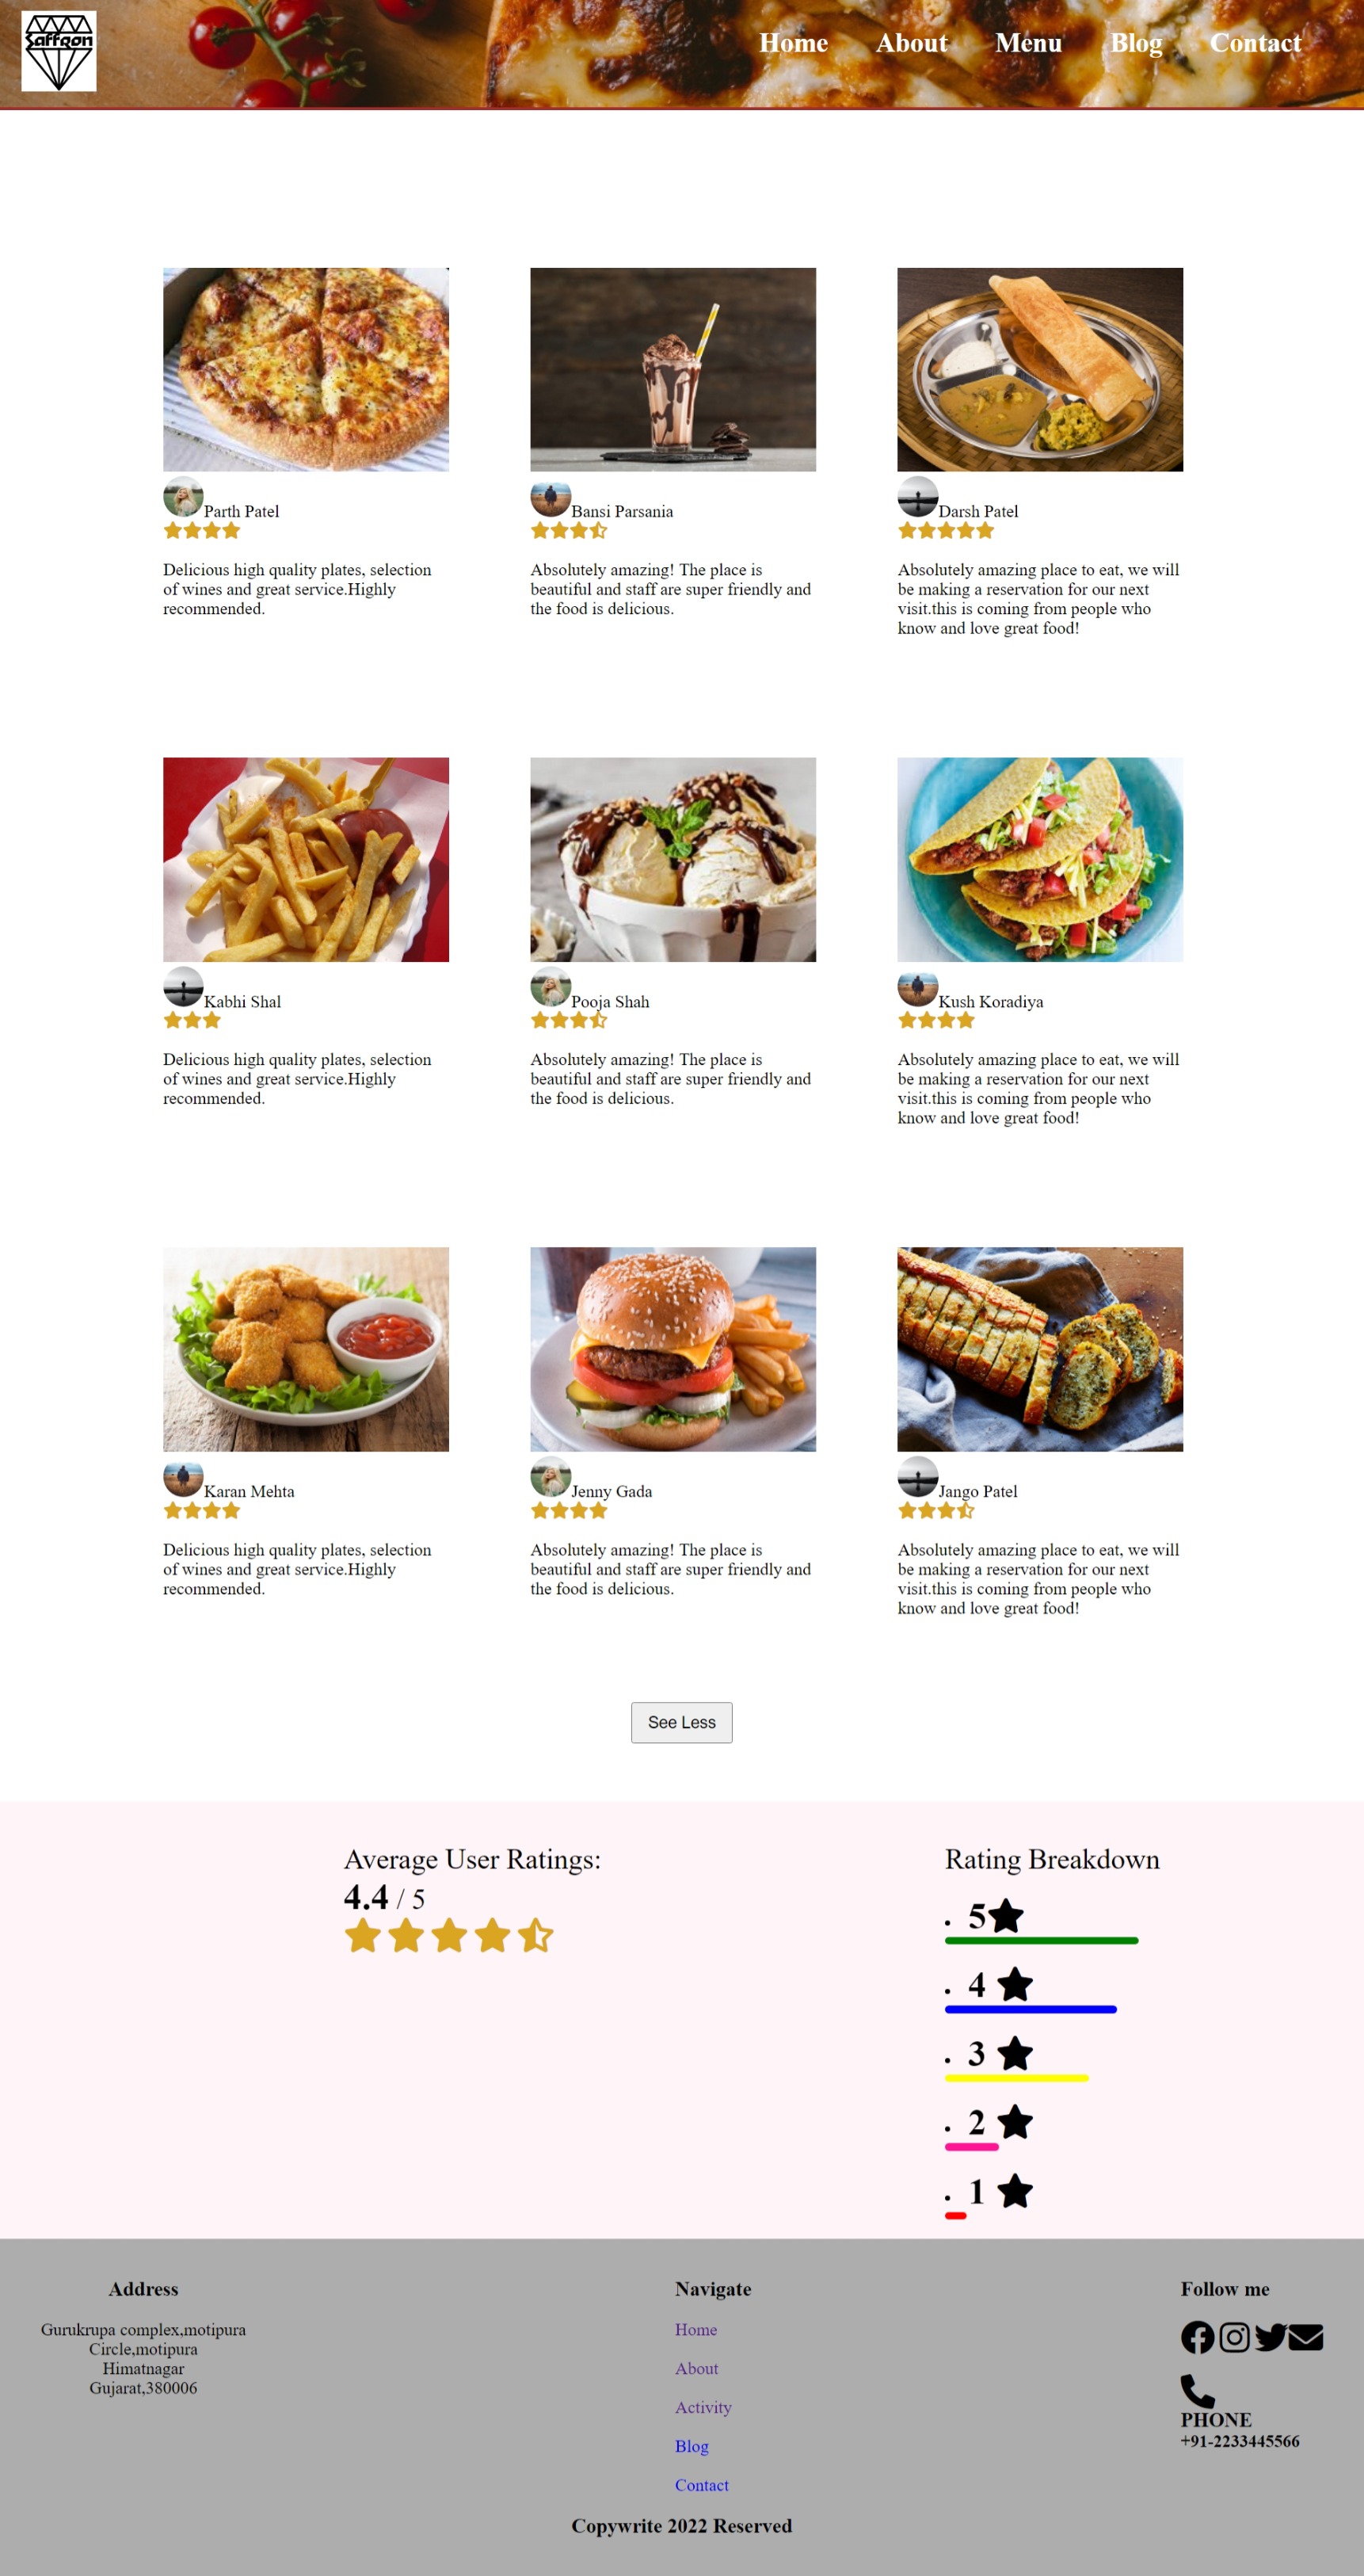 Saffron
Home About Menu Blog Contact
Parth Patel
Delicious high quality plates, selection
of wines and great service.Highly
recommended.
Bansi Parsania
Absolutely amazing! The place is
beautiful and staff are super friendly and
the food is delicious.
Darsh Patel
Absolutely amazing place to eat, we will
be making a reservation for our next
visit.this is coming from people who
know and love great food!
Kabhi Shal
Delicious high quality plates, selection
of wines and great service.Highly
recommended.
Pooja Shah
Absolutely amazing! The place is
beautiful and staff are super friendly and
the food is delicious.
Kush Koradiya
Absolutely amazing place to eat, we will
be making a reservation for our next
visit.this is coming from people who
know and love great food!
Karan Mehta
Delicious high quality plates, selection
of wines and great service.Highly
recommended.
Jenny Gada
Absolutely amazing! The place is
beautiful and staff are super friendly and
the food is delicious.
Jango Patel
Absolutely amazing place to eat, we will
be making a reservation for our next
visit.this is coming from people who
know and love great food!
See Less
Average User Ratings:
4.4 / 5
Rating Breakdown
5
4
3
2
1
Address
Gurukrupa complex,motipura
Circle,motipura
Himatnagar
Gujarat,380006
Navigate
Home
About
Activity
Blog
Contact
Follow me
PHONE
+91-2233445566
Copywrite 2022 Reserved